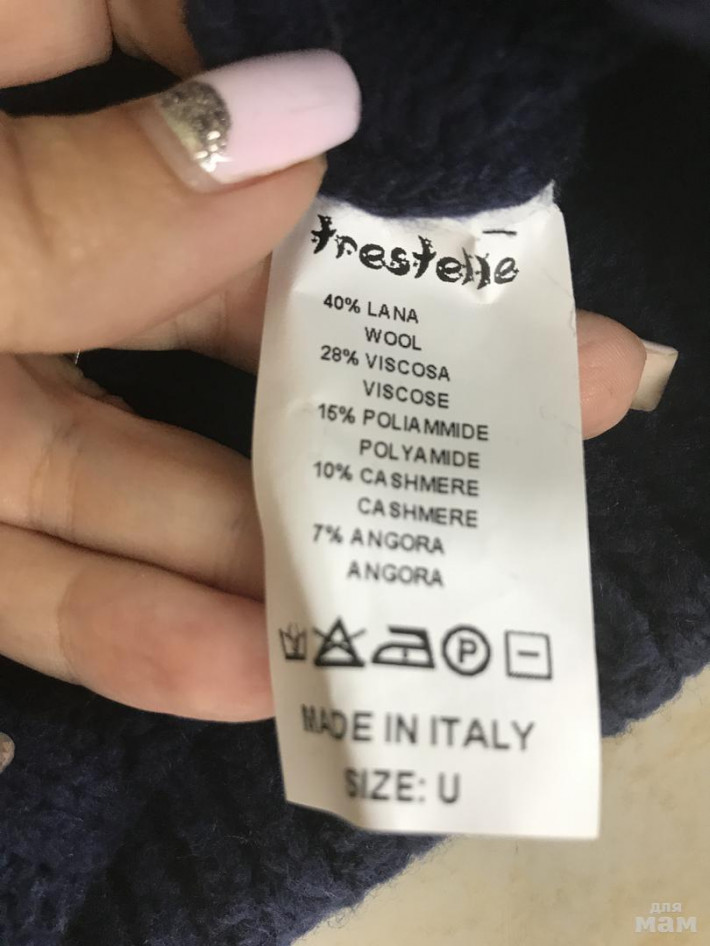 trestelle
40% LANA
WOOL
28% VISCOSA
VISCOSE
15% POLIAMMIDE
POLYAMIDE
10% CASHMERE
CASHMERE
7% ANGORA
ANGORA
P
MADE IN ITALY
SIZE: U
для
мам